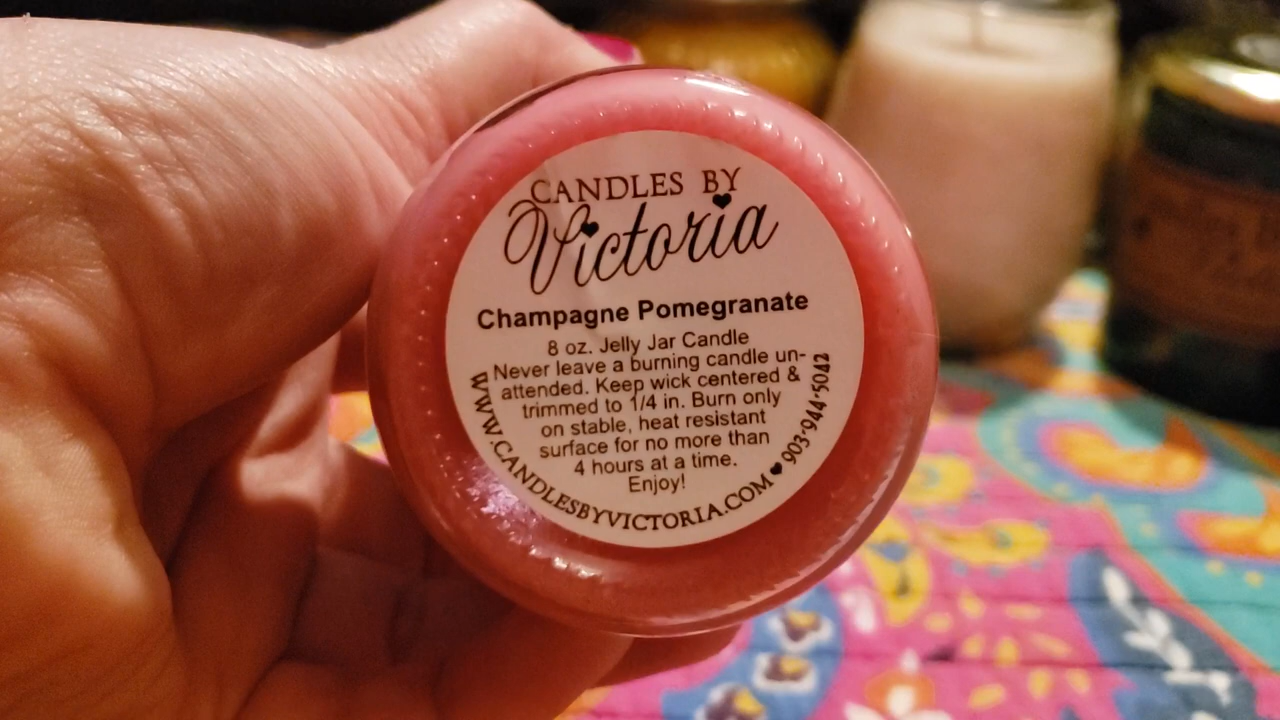 CANDLES BY
Victoria
Champagne Pomegranate
8 oz. Jelly Jar Candle
Never leave a burning candle un-
attended. Keep wick centered &
trimmed to 1/4 in. Burn only
on stable, heat resistant
surface for no more than
4 hours at a time.
Enjoy!
WWW.CANDLESBYVICTORIA.COM ♥ 903·944·5042